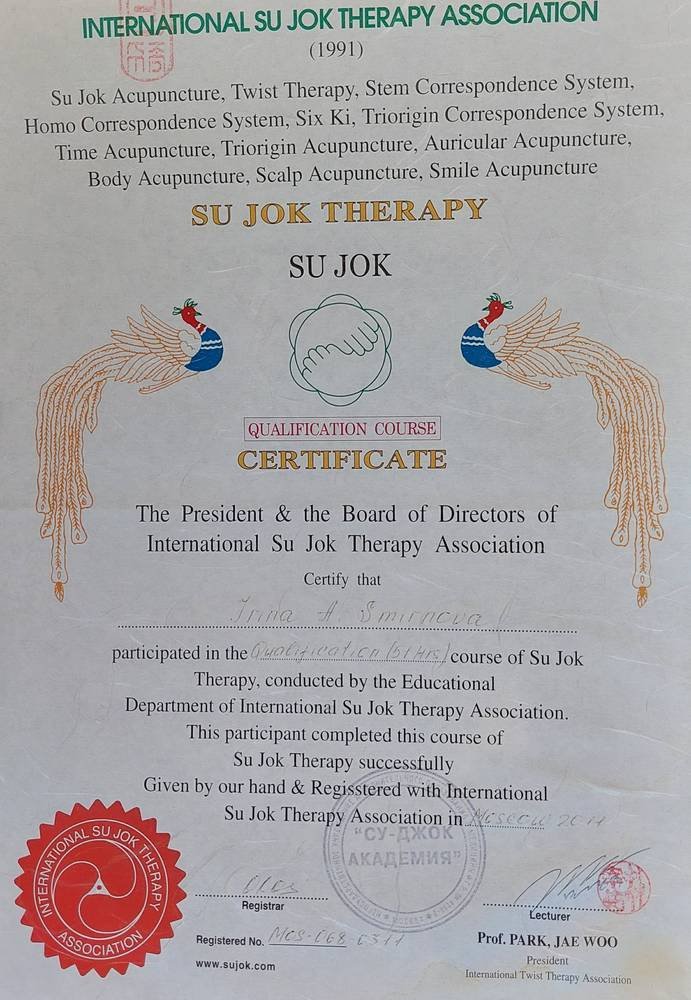 INTERNATIONAL SU JOK THERAPY ASSOCIATION
(1991)
Su Jok Acupuncture, Twist Therapy, Stem Correspondence System,
Homo Correspondence System, Six Ki, Triorigin Correspondence System,
Time Acupuncture, Triorigin Acupuncture, Auricular Acupuncture,
Body Acupuncture, Scalp Acupuncture, Smile Acupuncture
SU JOK THERAPY
SU JOK
QUALIFICATION COURSE
CERTIFICATE
The President & the Board of Directors of
International Su Jok Therapy Association
Certify that
Irina A. Smirnova
participated in the Qualification (51 Hrs) course of Su Jok
Therapy, conducted by the Educational
Department of International Su Jok Therapy Association.
This participant completed this course of
Su Jok Therapy successfully
Given by our hand & Regisstered with International
Su Jok Therapy Association in Moscow
"СУ-ДЖОК
АКАДЕМИЯ"
INTERNATIONAL SU JOK THERAPY
ASSOCIATION
Registrar
Registered No. MCS-068-0311
www.sujok.com
Lecturer
Prof. PARK, JAE WOO
President
International Twist Therapy Association